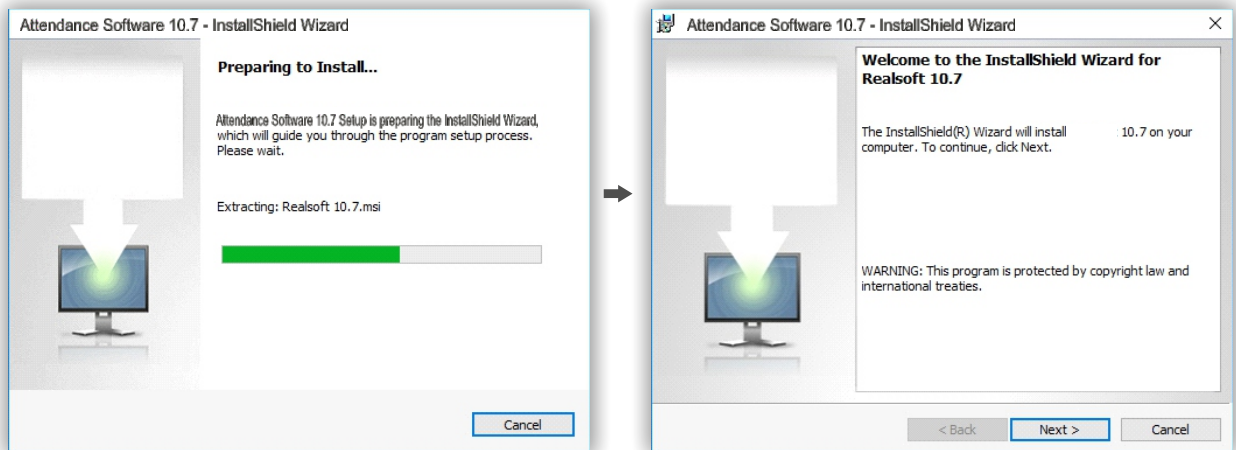 Attendance Software 10.7 - InstallShield Wizard
Preparing to Install...
Attendance Software 10.7 Setup is preparing the InstallShield Wizard,
which will guide you through the program setup process.
Please wait.
Extracting: Realsoft 10.7.msi
Cancel
Attendance Software 10.7 - InstallShield Wizard
Welcome to the InstallShield Wizard for
Realsoft 10.7
The InstallShield(R) Wizard will install 10.7 on your
computer. To continue, click Next.
WARNING: This program is protected by copyright law and
international treaties.
< Back Next > Cancel